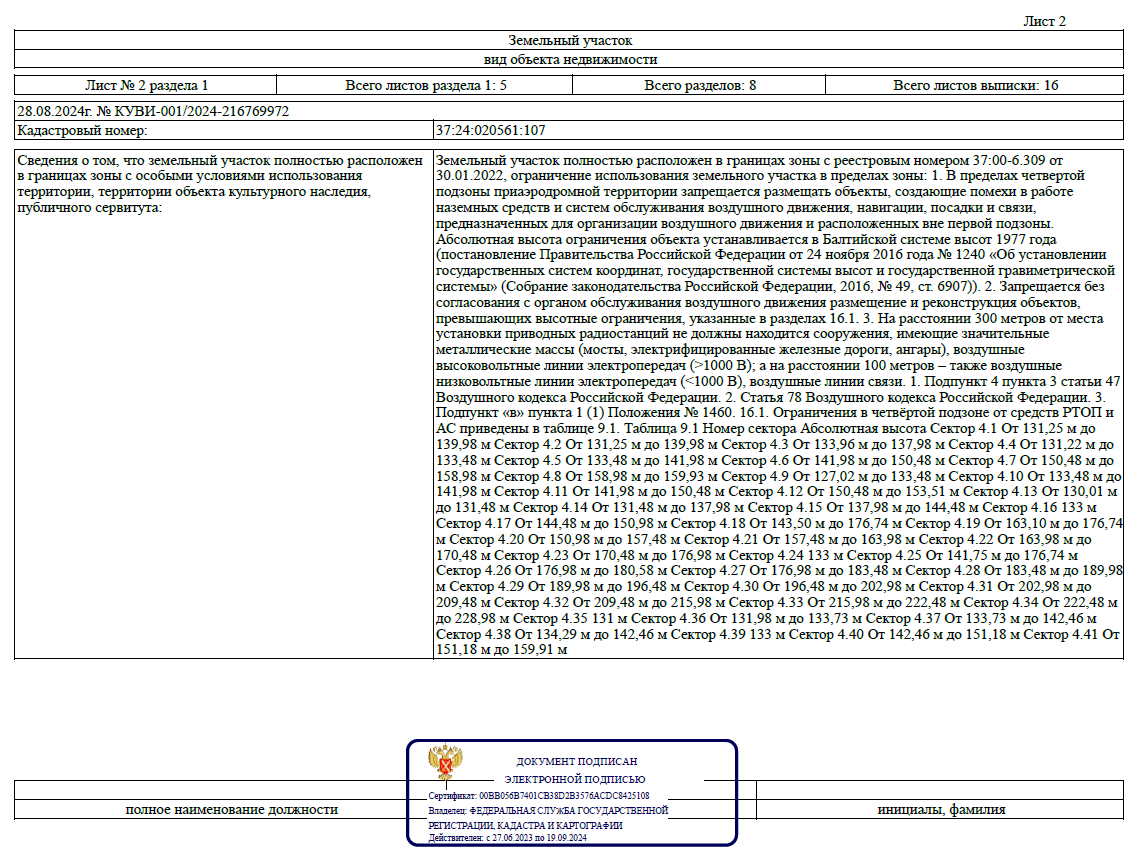 Лист 2
Земельный участок
вид объекта недвижимости
Лист № 2 раздела 1 Всего листов раздела 1: 5 Всего разделов: 8 Всего листов выписки: 16
28.08.2024г. № КУВИ-001/2024-216769972
Кадастровый номер: 37:24:020561:107
Сведения о том, что земельный участок полностью расположен
в границах зоны с особыми условиями использования
территории, территории объекта культурного наследия,
публичного сервитута:
Земельный участок полностью расположен в границах зоны с реестровым номером 37:00-6.309 от
30.01.2022, ограничение использования земельного участка в пределах зоны: 1. В пределах четвертой
подзоны приаэродромной территории запрещается размещать объекты, создающие помехи в работе
наземных средств и систем обслуживания воздушного движения, навигации, посадки и связи,
предназначенных для организации воздушного движения и расположенных вне первой подзоны.
Абсолютная высота ограничения объекта устанавливается в Балтийской системе высот 1977 года
(постановление Правительства Российской Федерации от 24 ноября 2016 года № 1240 «Об установлении
государственных систем координат, государственной системы высот и государственной гравиметрической
системы» (Собрание законодательства Российской Федерации, 2016, № 49, ст. 6907)). 2. Запрещается без
согласования с органом обслуживания воздушного движения размещение и реконструкция объектов,
превышающих высотные ограничения, указанные в разделах 16.1. 3. На расстоянии 300 метров от места
установки приводных радиостанций не должны находится сооружения, имеющие значительные
металлические массы (мосты, электрифицированные железные дороги, ангары), воздушные
высоковольтные линии электропередач (>1000 В); а на расстоянии 100 метров – также воздушные
низковольтные линии электропередач (<1000 В), воздушные линии связи. 1. Подпункт 4 пункта 3 статьи 47
Воздушного кодекса Российской Федерации. 2. Статья 78 Воздушного кодекса Российской Федерации. 3.
Подпункт «в» пункта 1 (1) Положения № 1460. 16.1. Ограничения в четвёртой подзоне от средств РТОП и
АС приведены в таблице 9.1. Таблица 9.1 Номер сектора Абсолютная высота Сектор 4.1 От 131,25 м до
139,98 м Сектор 4.2 От 131,25 м до 139,98 м Сектор 4.3 От 133,96 м до 137,98 м Сектор 4.4 От 131,22 м до
133,48 м Сектор 4.5 От 133,48 м до 141,98 м Сектор 4.6 От 141,98 м до 150,48 м Сектор 4.7 От 150,48 м до
158,98 м Сектор 4.8 От 158,98 м до 159,93 м Сектор 4.9 От 127,02 м до 133,48 м Сектор 4.10 От 133,48 м до
141,98 м Сектор 4.11 От 141,98 м до 150,48 м Сектор 4.12 От 150,48 м до 153,51 м Сектор 4.13 От 130,01 м
до 131,48 м Сектор 4.14 От 131,48 м до 137,98 м Сектор 4.15 От 137,98 м до 144,48 м Сектор 4.16 133 м
Сектор 4.17 От 144,48 м до 150,98 м Сектор 4.18 От 143,50 м до 176,74 м Сектор 4.19 От 163,10 м до 176,74
м Сектор 4.20 От 150,98 м до 157,48 м Сектор 4.21 От 157,48 м до 163,98 м Сектор 4.22 От 163,98 м до
170,48 м Сектор 4.23 От 170,48 м до 176,98 м Сектор 4.24 133 м Сектор 4.25 От 141,75 м до 176,74 м
Сектор 4.26 От 176,98 м до 180,58 м Сектор 4.27 От 176,98 м до 183,48 м Сектор 4.28 От 183,48 м до 189,98
м Сектор 4.29 От 189,98 м до 196,48 м Сектор 4.30 От 196,48 м до 202,98 м Сектор 4.31 От 202,98 м до
209,48 м Сектор 4.32 От 209,48 м до 215,98 м Сектор 4.33 От 215,98 м до 222,48 м Сектор 4.34 От 222,48 м
до 228,98 м Сектор 4.35 131 м Сектор 4.36 От 131,98 м до 133,73 м Сектор 4.37 От 133,73 м до 142,46 м
Сектор 4.38 От 134,29 м до 142,46 м Сектор 4.39 133 м Сектор 4.40 От 142,46 м до 151,18 м Сектор 4.41 От
151,18 м до 159,91 м
ДОКУМЕНТ ПОДПИСАН
ЭЛЕКТРОННОЙ ПОДПИСЬЮ
Сертификат: 00BB056B7401CB38D2B3576ACDC8425108
Владелец: ФЕДЕРАЛЬНАЯ СЛУЖБА ГОСУДАРСТВЕННОЙ
РЕГИСТРАЦИИ, КАДАСТРА И КАРТОГРАФИИ
Действителен: с 27.06.2023 по 19.09.2024
полное наименование должности инициалы, фамилия